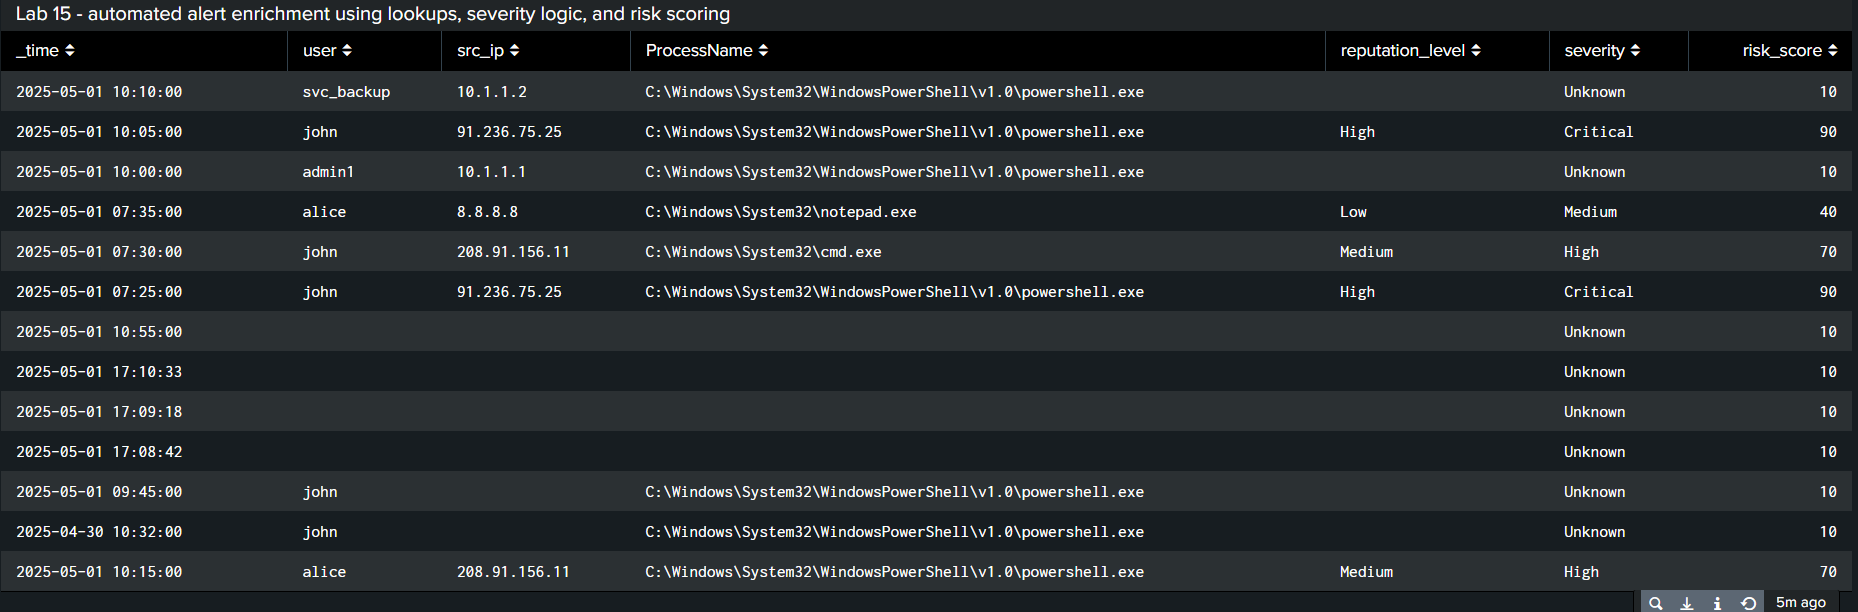 Lab 15 - automated alert enrichment using lookups, severity logic, and risk scoring
_time user src_ip ProcessName reputation_level severity risk_score
2025-05-01 10:10:00 svc_backup 10.1.1.2 C:\Windows\System32\WindowsPowerShell\v1.0\powershell.exe Unknown 10
2025-05-01 10:05:00 john 91.236.75.25 C:\Windows\System32\WindowsPowerShell\v1.0\powershell.exe High Critical 90
2025-05-01 10:00:00 admin1 10.1.1.1 C:\Windows\System32\WindowsPowerShell\v1.0\powershell.exe Unknown 10
2025-05-01 07:35:00 alice 8.8.8.8 C:\Windows\System32\notepad.exe Low Medium 40
2025-05-01 07:30:00 john 208.91.156.11 C:\Windows\System32\cmd.exe Medium High 70
2025-05-01 07:25:00 john 91.236.75.25 C:\Windows\System32\WindowsPowerShell\v1.0\powershell.exe High Critical 90
2025-05-01 10:55:00 Unknown 10
2025-05-01 17:10:33 Unknown 10
2025-05-01 17:09:18 Unknown 10
2025-05-01 17:08:42 Unknown 10
2025-05-01 09:45:00 john C:\Windows\System32\WindowsPowerShell\v1.0\powershell.exe Unknown 10
2025-04-30 10:32:00 john C:\Windows\System32\WindowsPowerShell\v1.0\powershell.exe Unknown 10
2025-05-01 10:15:00 alice 208.91.156.11 C:\Windows\System32\WindowsPowerShell\v1.0\powershell.exe Medium High 70
5m ago